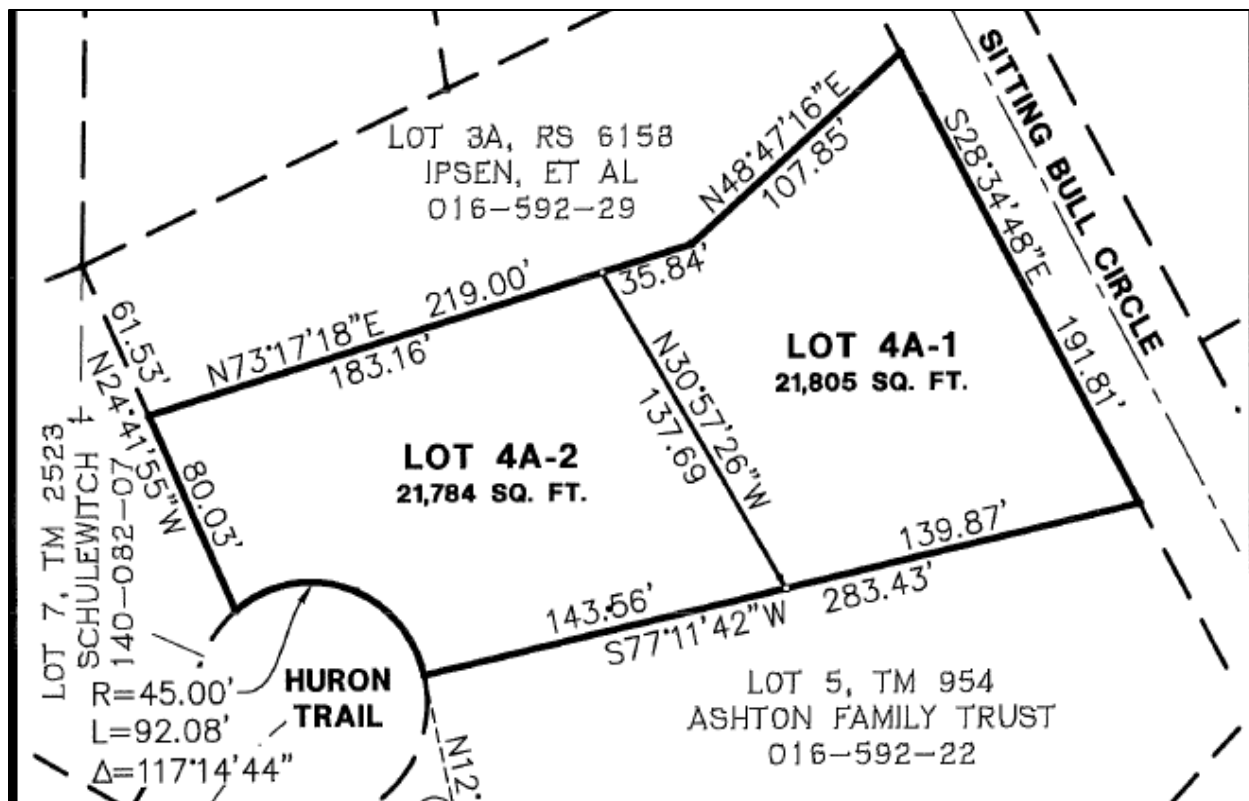 SITTING BULL CIRCLE
LOT 3A, RS 6158
IPSEN, ET AL
016-592-29
N48°47'16"E
107.85'
S28°34'48"E
191.81'
219.00'
35.84'
N73°17'18"E
183.16'
61.53'
N24°41'55"W
80.03'
N30°57'26"W
137.69
LOT 4A-1
21,805 SQ. FT.
LOT 4A-2
21,784 SQ. FT.
LOT 7, TM 2523
SCHULEWITCH
140-082-07
139.87'
283.43'
143.56'
S77°11'42"W
R=45.00'
L=92.08'
Δ=117°14'44"
HURON
TRAIL
LOT 5, TM 954
ASHTON FAMILY TRUST
016-592-22
N12°